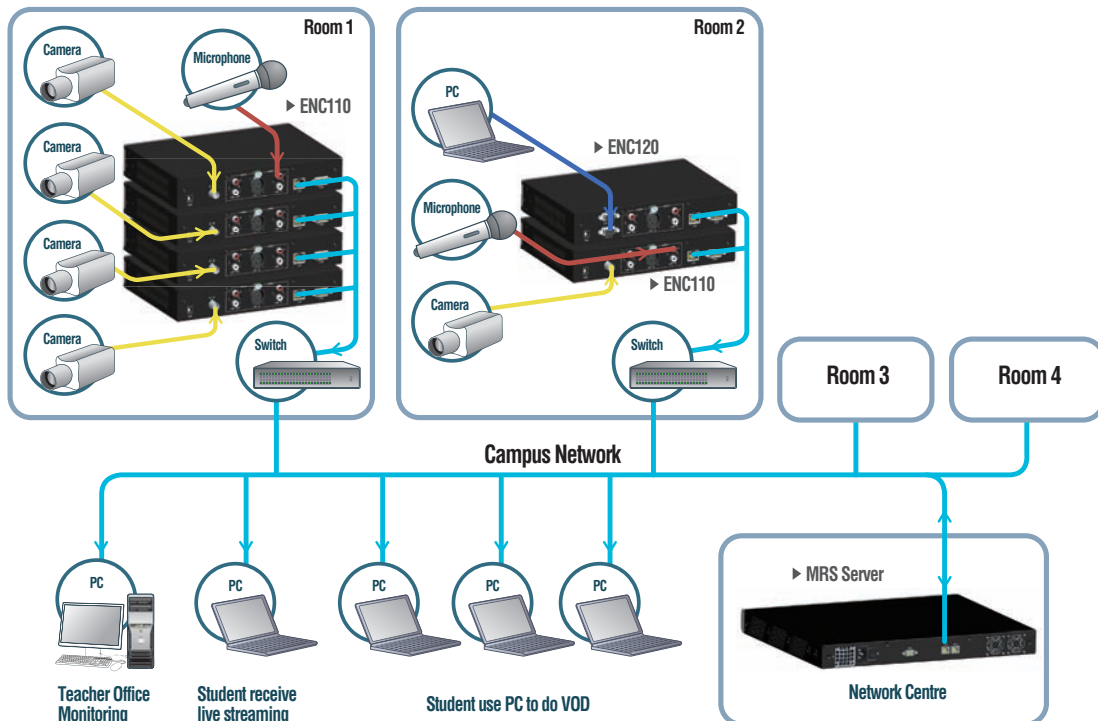 Room 1
Camera
Microphone
▶ ENC110
Camera
Camera
Camera
Switch
Room 2
PC
▶ ENC120
Microphone
▶ ENC110
Camera
Switch
Room 3
Room 4
Campus Network
PC
PC
PC
PC
PC
Teacher Office
Monitoring
Student receive
live streaming
Student use PC to do VOD
▶ MRS Server
Network Centre